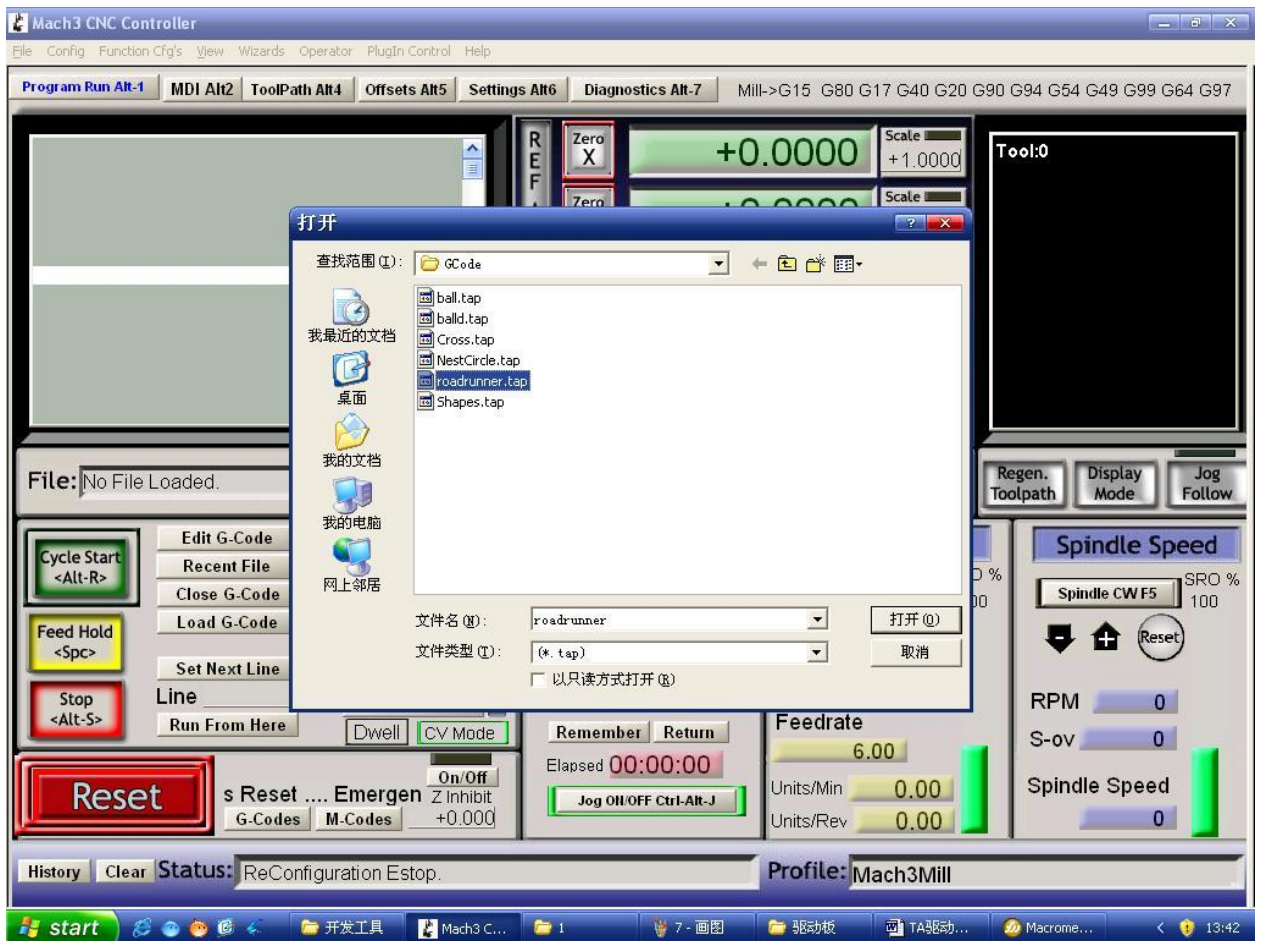 Mach3 CNC Controller
File Config Function Cfg's View Wizards Operator PlugIn Control Help
Program Run Alt-1 MDI Alt2 ToolPath Alt4 Offsets Alt5 Settings Alt6 Diagnostics Alt-7 Mill->G15 G80 G17 G40 G20 G90 G94 G54 G49 G99 G64 G97
REF
Zero X +0.0000 Scale +1.0000
Tool:0
Zero Scale
打开
查找范围(I): GCode
ball.tap
balld.tap
Cross.tap
NestCircle.tap
roadrunner.tap
Shapes.tap
我最近的文档
桌面
我的文档
我的电脑
网上邻居
文件名(N): roadrunner 打开(O)
文件类型(T): (*.tap) 取消
以只读方式打开(R)
File: No File Loaded.
Regen. Toolpath Display Mode Jog Follow
Cycle Start <Alt-R>
Feed Hold <Spc>
Stop <Alt-S>
Edit G-Code
Recent File
Close G-Code
Load G-Code
Set Next Line
Line
Run From Here
Dwell CV Mode
Reset
s Reset .... Emergen
G-Codes M-Codes
On/Off
Z Inhibit
+0.000
Remember Return
Elapsed 00:00:00
Jog ON/OFF Ctrl-Alt-J
Feedrate
6.00
Units/Min 0.00
Units/Rev 0.00
Spindle Speed
Spindle CW F5 SRO % 100
Reset
RPM 0
S-ov 0
Spindle Speed
0
History Clear Status: ReConfiguration Estop. Profile: Mach3Mill
start 开发工具 Mach3 C... 1 7 - 画图 驱动板 TA驱动... Macrome... 13:42